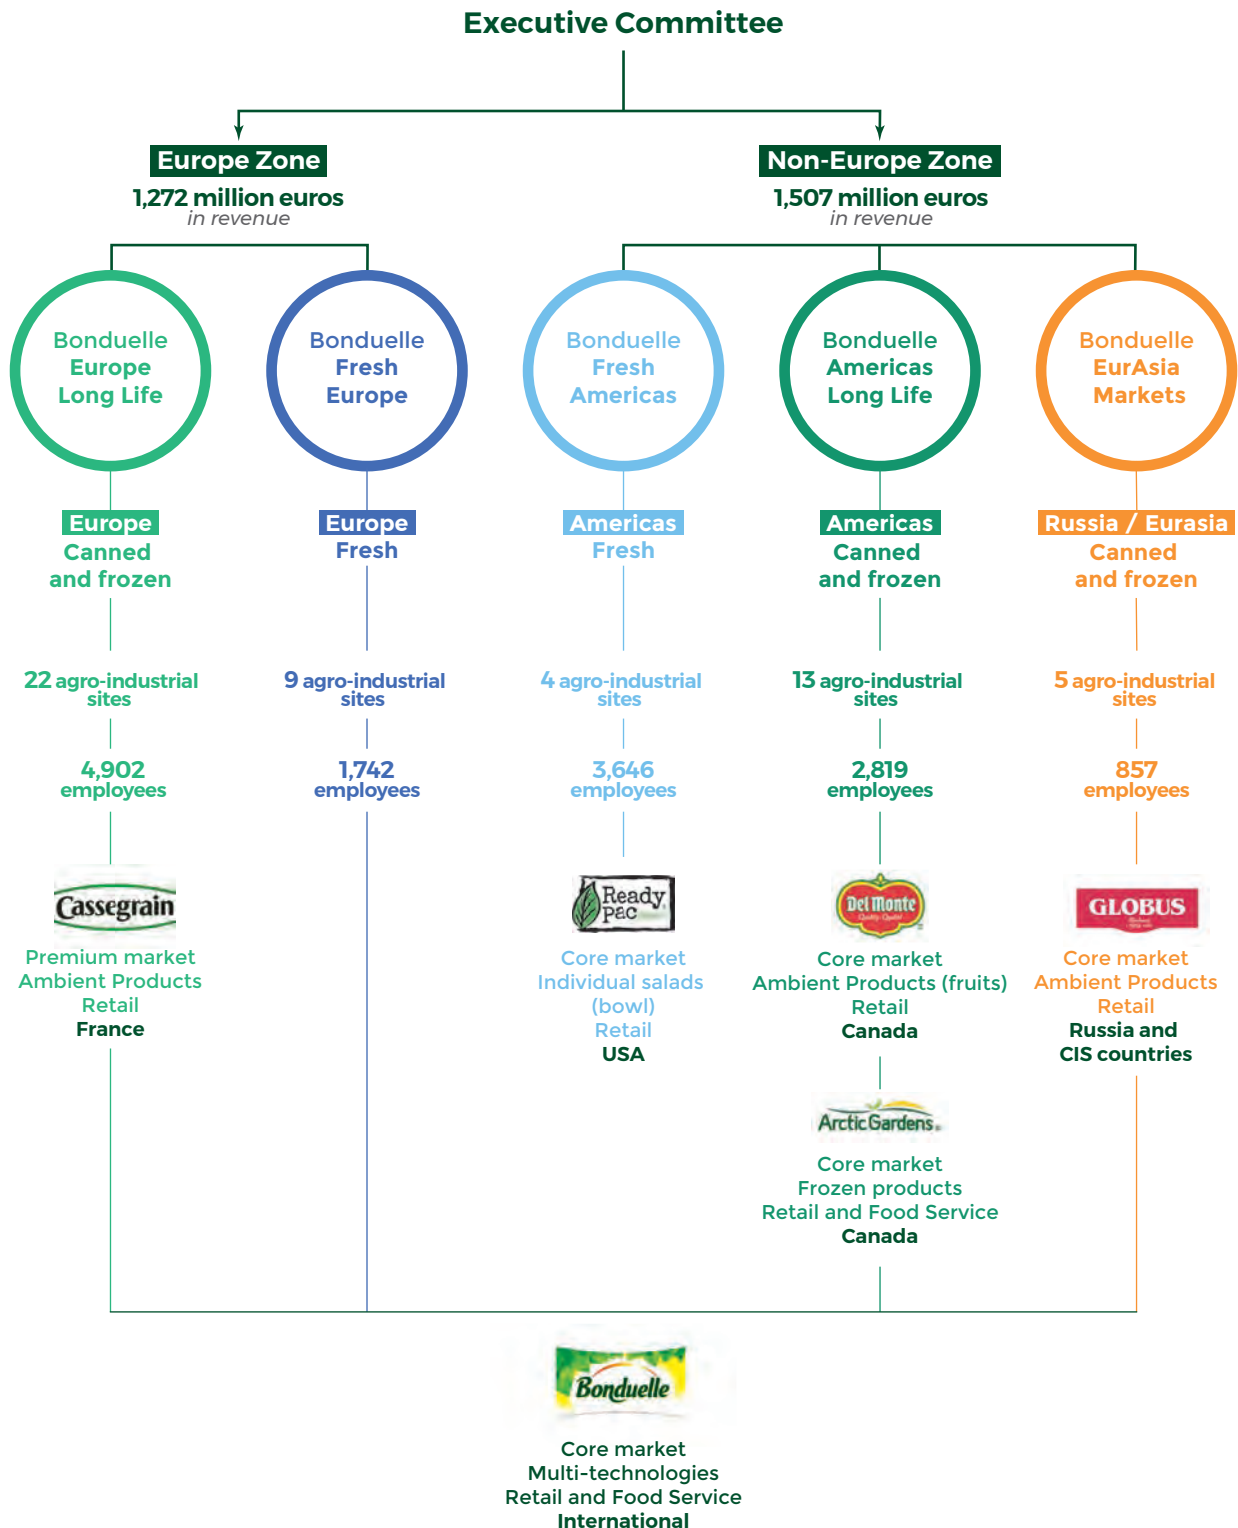 Executive Committee
Europe Zone
1,272 million euros
in revenue
Non-Europe Zone
1,507 million euros
in revenue
Bonduelle
Europe
Long Life
Bonduelle
Fresh
Europe
Bonduelle
Fresh
Americas
Bonduelle
Americas
Long Life
Bonduelle
EurAsia
Markets
Europe
Canned
and frozen
Europe
Fresh
Americas
Fresh
Americas
Canned
and frozen
Russia / Eurasia
Canned
and frozen
22 agro-industrial
sites
9 agro-industrial
sites
4 agro-industrial
sites
13 agro-industrial
sites
5 agro-industrial
sites
4,902
employees
1,742
employees
3,646
employees
2,819
employees
857
employees
Cassegrain
Premium market
Ambient Products
Retail
France
Ready
pac
Core market
Individual salads
(bowl)
Retail
USA
Del Monte
Quality
Core market
Ambient Products (fruits)
Retail
Canada
GLOBUS
Core market
Ambient Products
Retail
Russia and
CIS countries
Arctic Gardens
Core market
Frozen products
Retail and Food Service
Canada
Bonduelle
Core market
Multi-technologies
Retail and Food Service
International